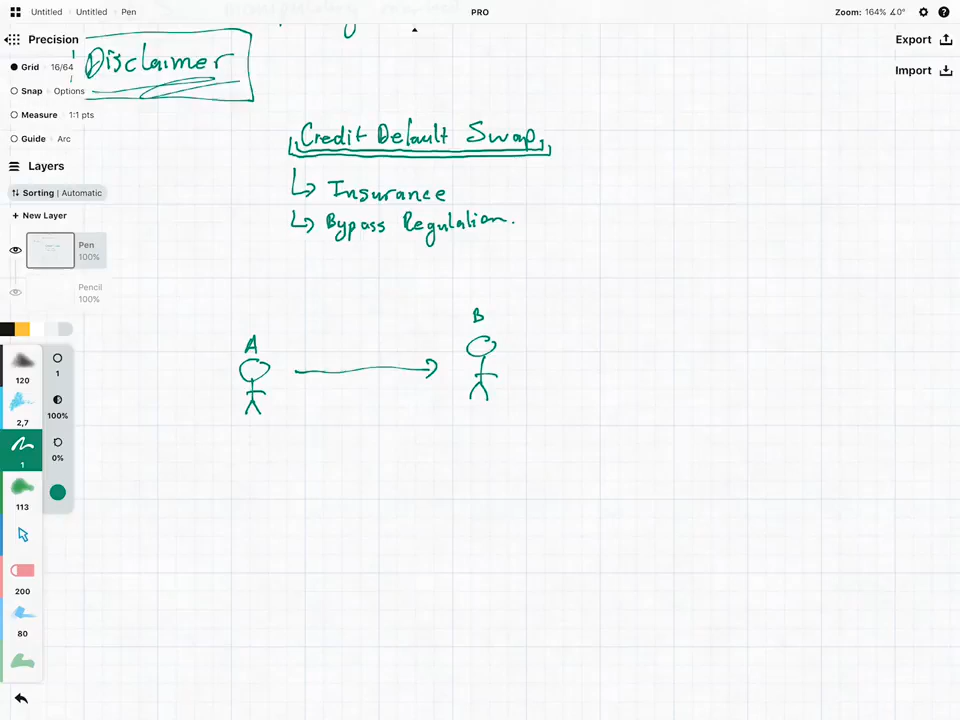 Untitled Untitled Pen PRO Zoom: 164% ∠0°
Precision Export
Grid 16/64 Import
Disclaimer
Snap Options
Measure 1:1 pts
Guide Arc
Credit Default Swap
Layers
Sorting | Automatic
↳ Insurance
+ New Layer
↳ Bypass Regulation.
Pen
100%
Pencil
100%
B
A
120
1
100%
2,7
0%
1
113
200
80